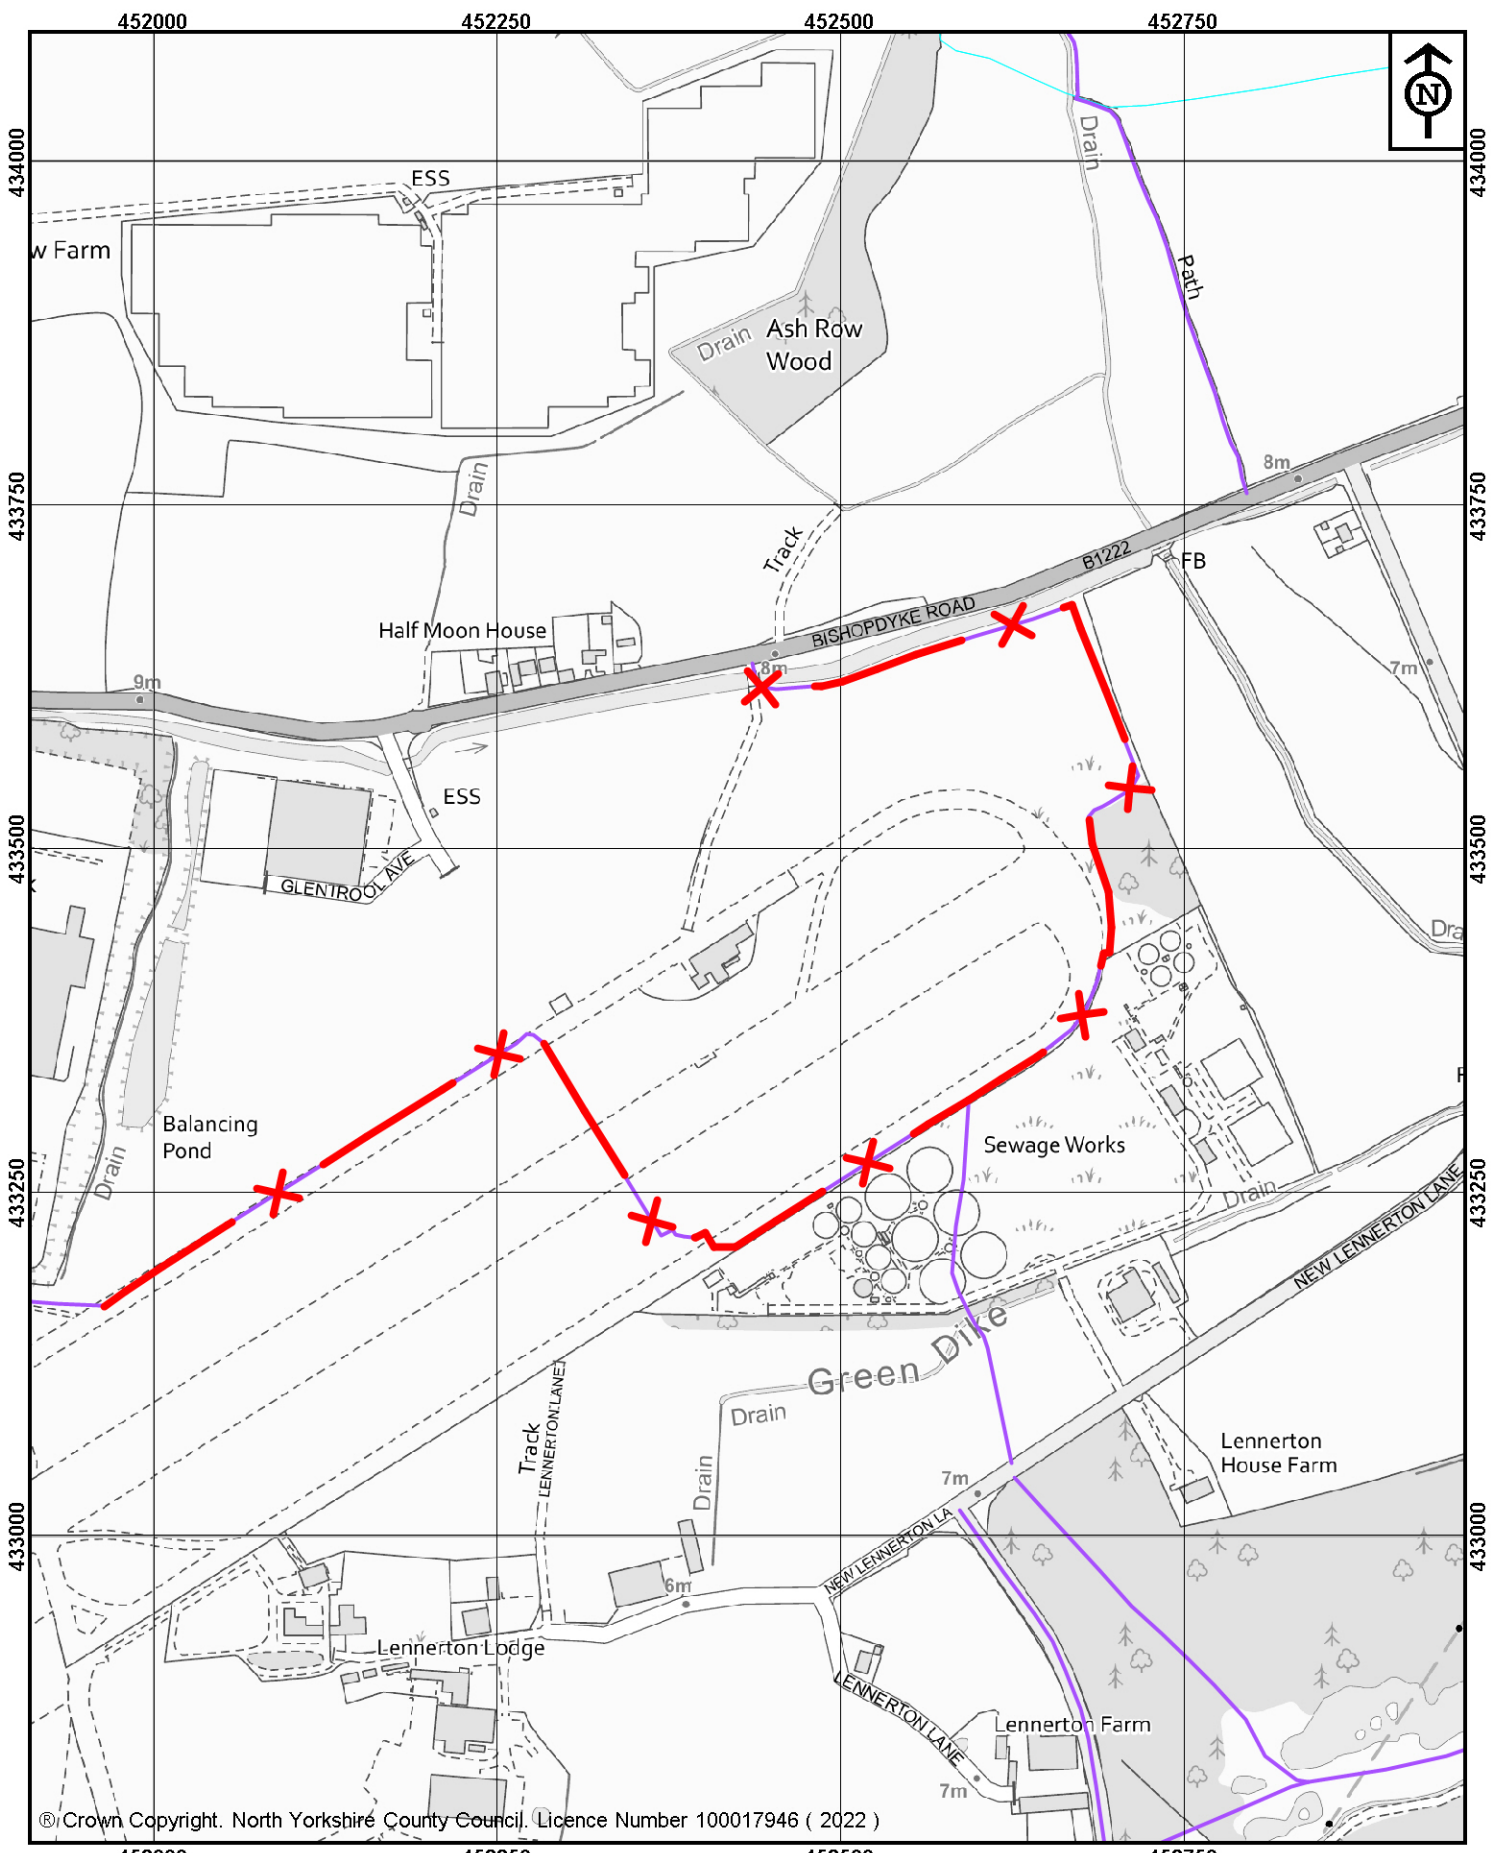 452000
452250
452500
452750
N
434000
434000
ESS
Drain
w Farm
Path
Ash Row
Wood
Drain
8m
433750
433750
Drain
Track
B1222
FB
BISHOPDYKE ROAD
Half Moon House
8m
7m
9m
ESS
433500
433500
GLENTROOL AVE
Dra
Balancing
Pond
Sewage Works
Drain
433250
433250
Drain
NEW LENNERTON LANE
Green Dike
Drain
Track
LENNERTON LANE
Drain
Lennerton
House Farm
7m
433000
433000
NEW LENNERTON LA
6m
Lennerton Lodge
LENNERTON LANE
Lennerton Farm
7m
® Crown Copyright. North Yorkshire County Council. Licence Number 100017946 ( 2022 )
452000
452250
452500
452750